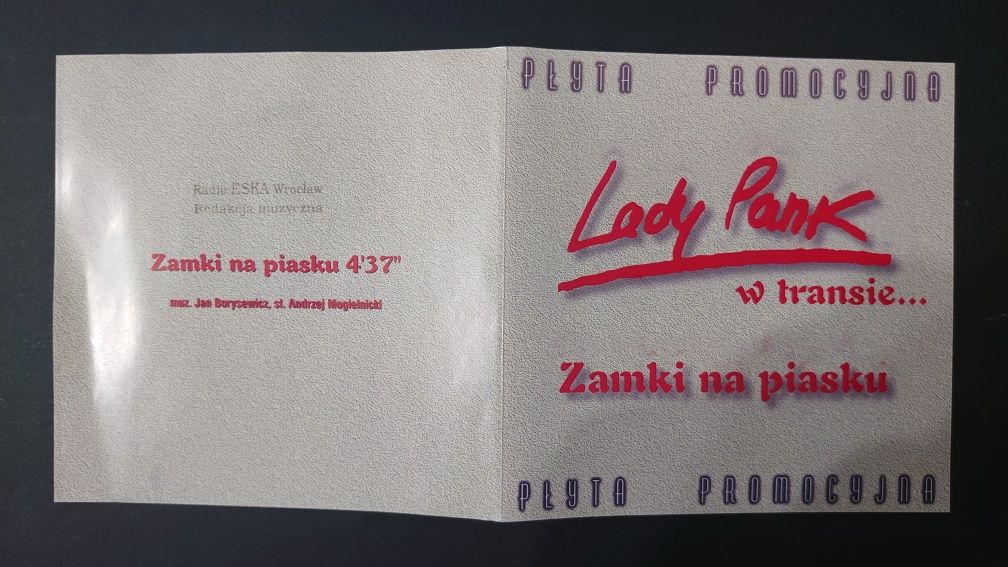 Radio ESKA Wrocław
Redakcja muzyczna
Zamki na piasku 4'37"
muz. Jan Borysewicz, sł. Andrzej Mogielnicki
PŁYTA PROMOCYJNA
Lady Pank
w transie...
Zamki na piasku
PŁYTA PROMOCYJNA